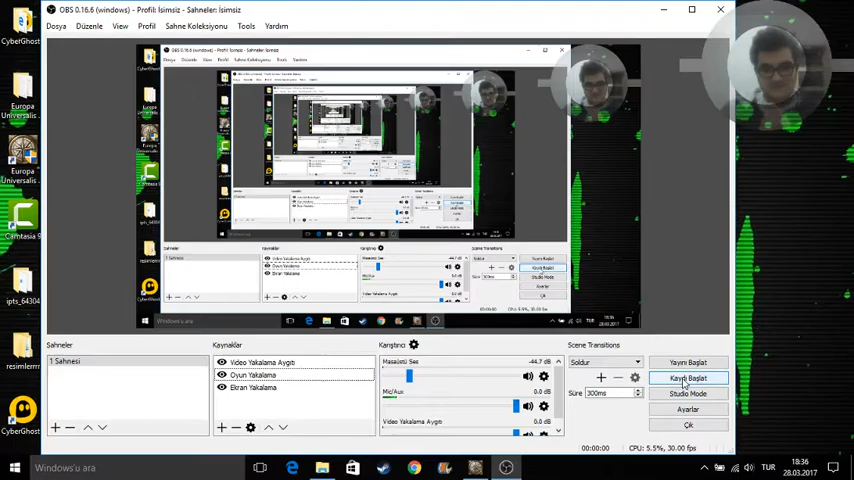 OBS 0.16.6 (windows) - Profil: İsimsiz - Sahneler: İsimsiz
Dosya Düzenle View Profil Sahne Koleksiyonu Tools Yardım
CyberGhost
Europa
Universalis
Europa
Universalis ...
Camtasia 9
ipts_64304
resimlerrrr
CyberGhost
Sahneler
1 Sahnesi
Kaynaklar
Video Yakalama Aygıtı
Oyun Yakalama
Ekran Yakalama
Karıştırıcı
Masaüstü Ses -44.7 dB
Mic/Aux 0.0 dB
Video Yakalama Aygıtı 0.0 dB
Scene Transitions
Soldur
Süre 300ms
Yayını Başlat
Kaydı Başlat
Studio Mode
Ayarlar
Çık
00:00:00 CPU: 5.5%, 30.00 fps
Windows'u ara
TUR
18:36
28.03.2017